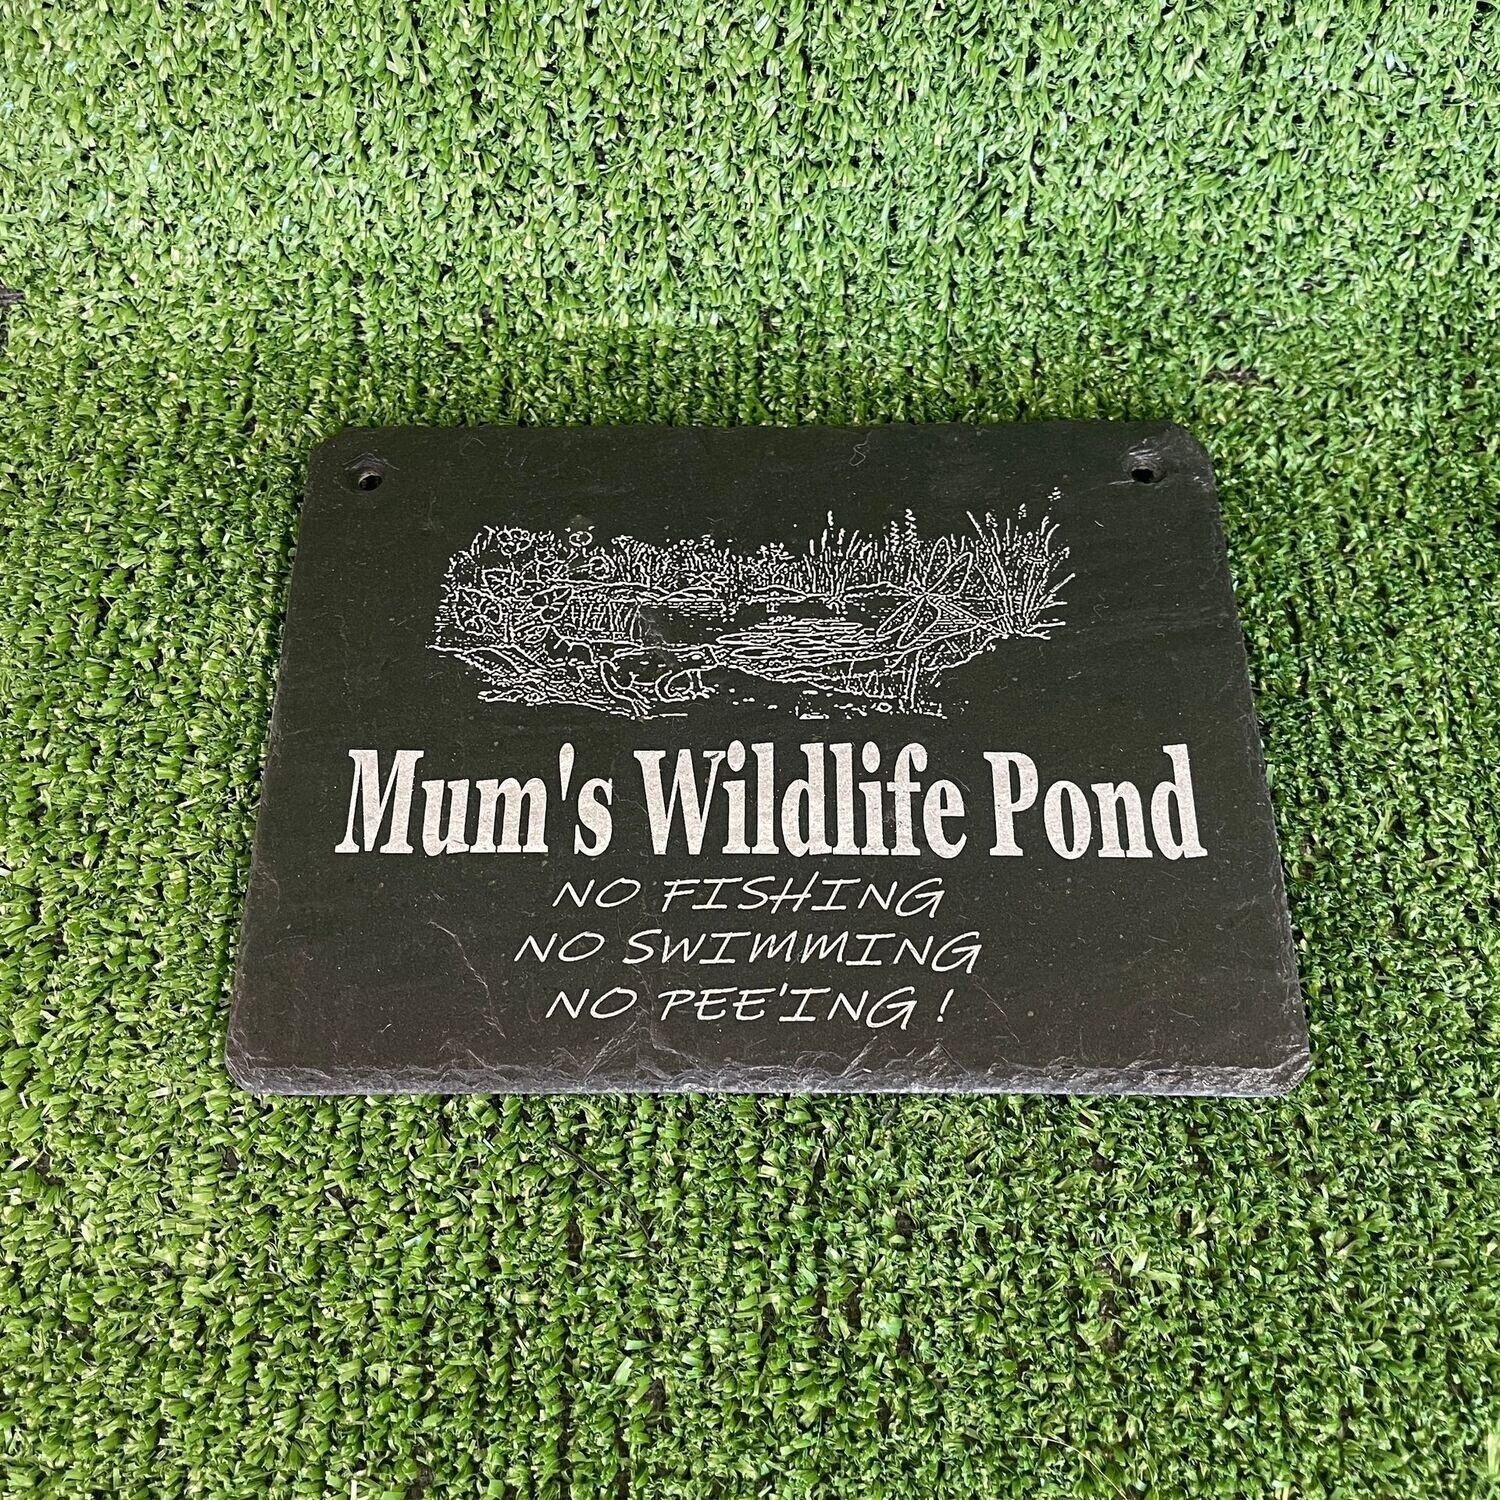 Mum's Wildlife Pond
NO FISHING
NO SWIMMING
NO PEE'ING !